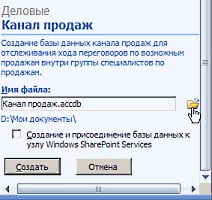 Деловые
Канал продаж
Создание базы данных канала продаж для
отслеживания хода переговоров по возможным
продажам внутри группы специалистов по
продажам.
Имя файла:
Канал продаж.accdb
D:\Мои документы\
Создание и присоединение базы данных к
узлу Windows SharePoint Services
Создать
Отмена